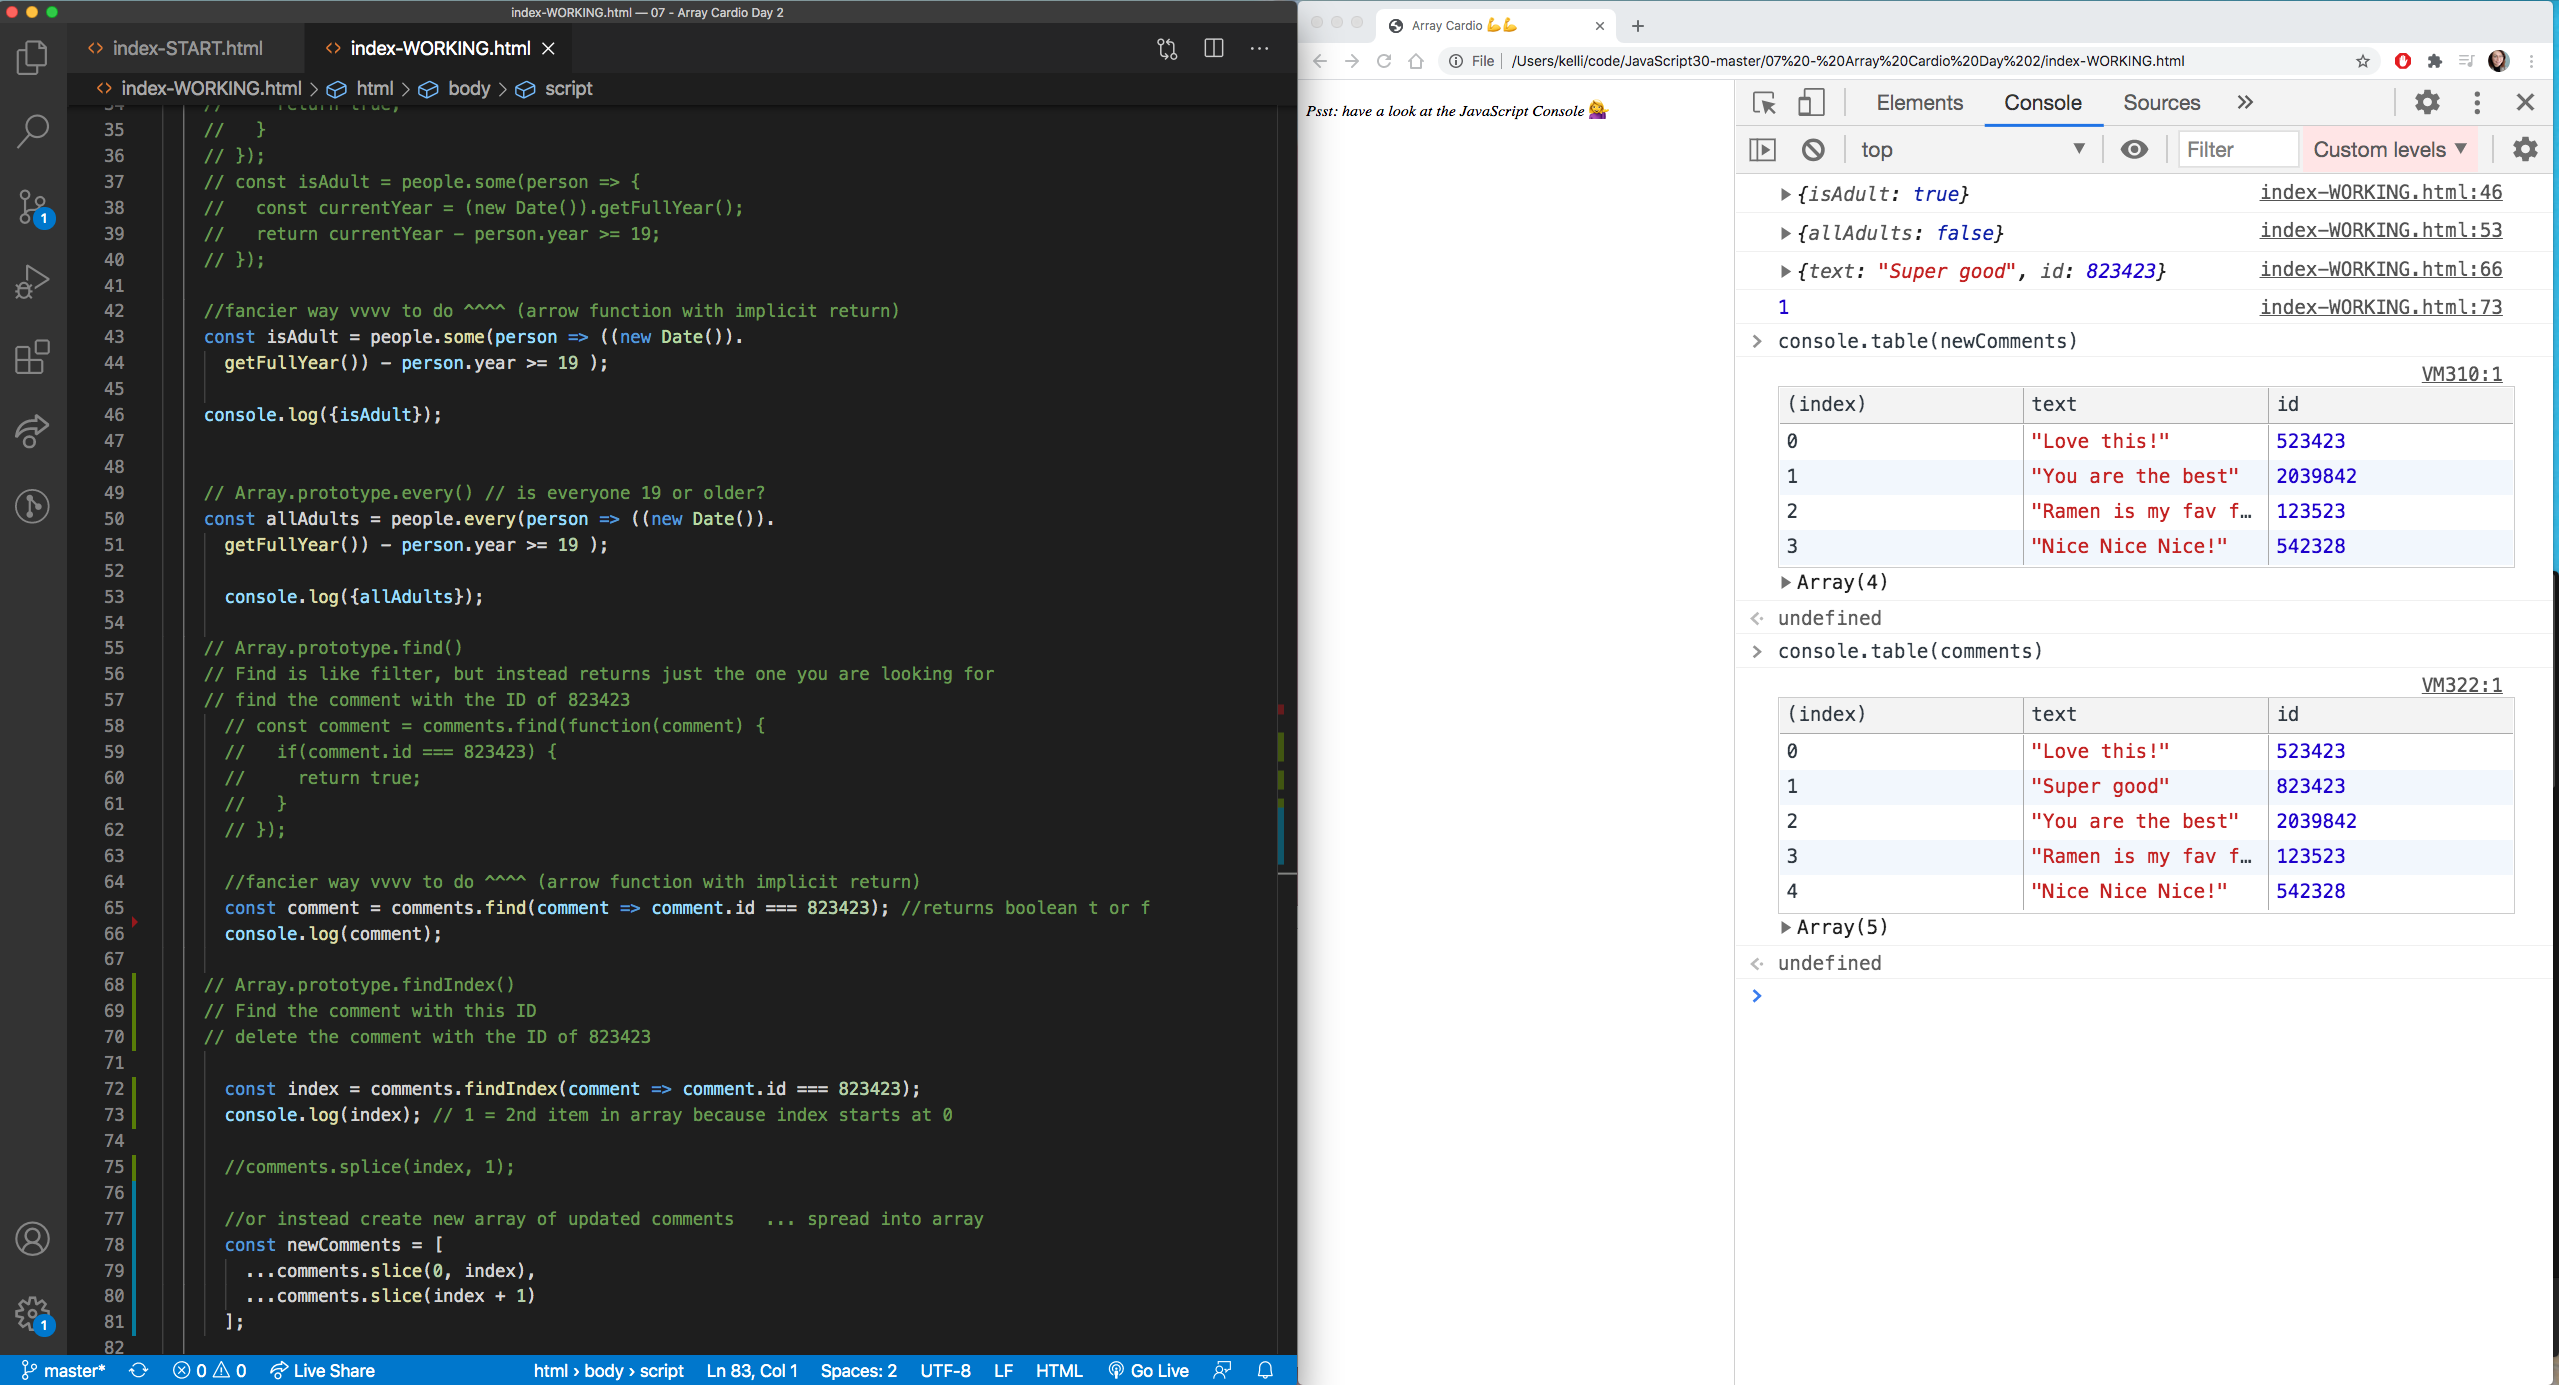 index-WORKING.html — 07 - Array Cardio Day 2
<> index-START.html
<> index-WORKING.html ×
<> index-WORKING.html > html > body > script
34 // return true;
35 // }
36 // });
37 // const isAdult = people.some(person => {
38 // const currentYear = (new Date()).getFullYear();
39 // return currentYear - person.year >= 19;
40 // });
41
42 //fancier way vvvv to do ^^^^ (arrow function with implicit return)
43 const isAdult = people.some(person => ((new Date()).
44 getFullYear()) - person.year >= 19 );
45
46 console.log({isAdult});
47
48
49 // Array.prototype.every() // is everyone 19 or older?
50 const allAdults = people.every(person => ((new Date()).
51 getFullYear()) - person.year >= 19 );
52
53 console.log({allAdults});
54
55 // Array.prototype.find()
56 // Find is like filter, but instead returns just the one you are looking for
57 // find the comment with the ID of 823423
58 // const comment = comments.find(function(comment) {
59 // if(comment.id === 823423) {
60 // return true;
61 // }
62 // });
63
64 //fancier way vvvv to do ^^^^ (arrow function with implicit return)
65 const comment = comments.find(comment => comment.id === 823423); //returns boolean t or f
66 console.log(comment);
67
68 // Array.prototype.findIndex()
69 // Find the comment with this ID
70 // delete the comment with the ID of 823423
71
72 const index = comments.findIndex(comment => comment.id === 823423);
73 console.log(index); // 1 = 2nd item in array because index starts at 0
74
75 //comments.splice(index, 1);
76
77 //or instead create new array of updated comments ... spread into array
78 const newComments = [
79 ...comments.slice(0, index),
80 ...comments.slice(index + 1)
81 ];
82
1
1
master* 0 0 Live Share html › body › script Ln 83, Col 1 Spaces: 2 UTF-8 LF HTML Go Live
Array Cardio 💪💪 × +
File | /Users/kelli/code/JavaScript30-master/07%20-%20Array%20Cardio%20Day%202/index-WORKING.html
Psst: have a look at the JavaScript Console 💁
Elements Console Sources »
top Filter Custom levels
{isAdult: true} index-WORKING.html:46
{allAdults: false} index-WORKING.html:53
{text: "Super good", id: 823423} index-WORKING.html:66
1 index-WORKING.html:73
> console.table(newComments)
VM310:1
(index) text id
0 "Love this!" 523423
1 "You are the best" 2039842
2 "Ramen is my fav f… 123523
3 "Nice Nice Nice!" 542328
Array(4)
undefined
> console.table(comments)
VM322:1
(index) text id
0 "Love this!" 523423
1 "Super good" 823423
2 "You are the best" 2039842
3 "Ramen is my fav f… 123523
4 "Nice Nice Nice!" 542328
Array(5)
undefined
>